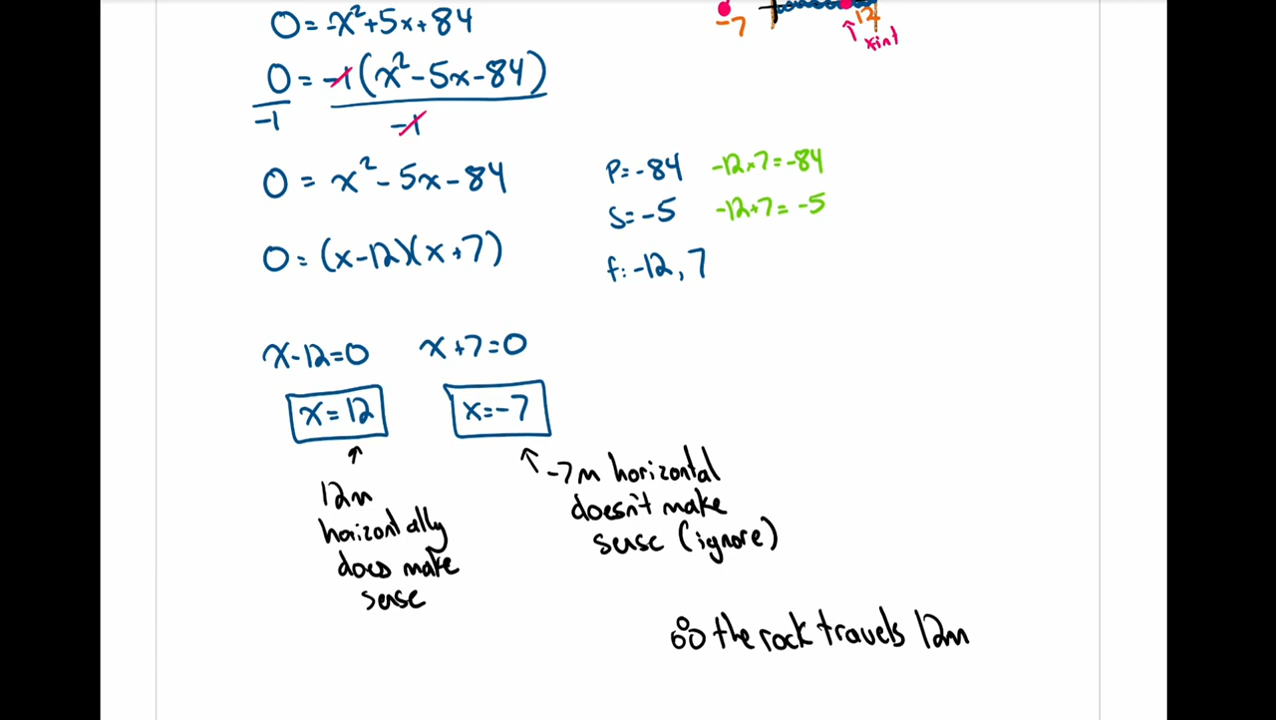 0 = -x²+5x+84
-7
12
x int
0 = -1(x²-5x-84)
-1 -1
0 = x²-5x-84
P=-84 -12×7=-84
S=-5 -12+7=-5
0=(x-12)(x+7)
f:-12, 7
x-12=0 x+7=0
x=12 x=-7
12m
horizontally
does make
sense
-7m horizontal
doesn't make
sense (ignore)
∴ the rock travels 12m